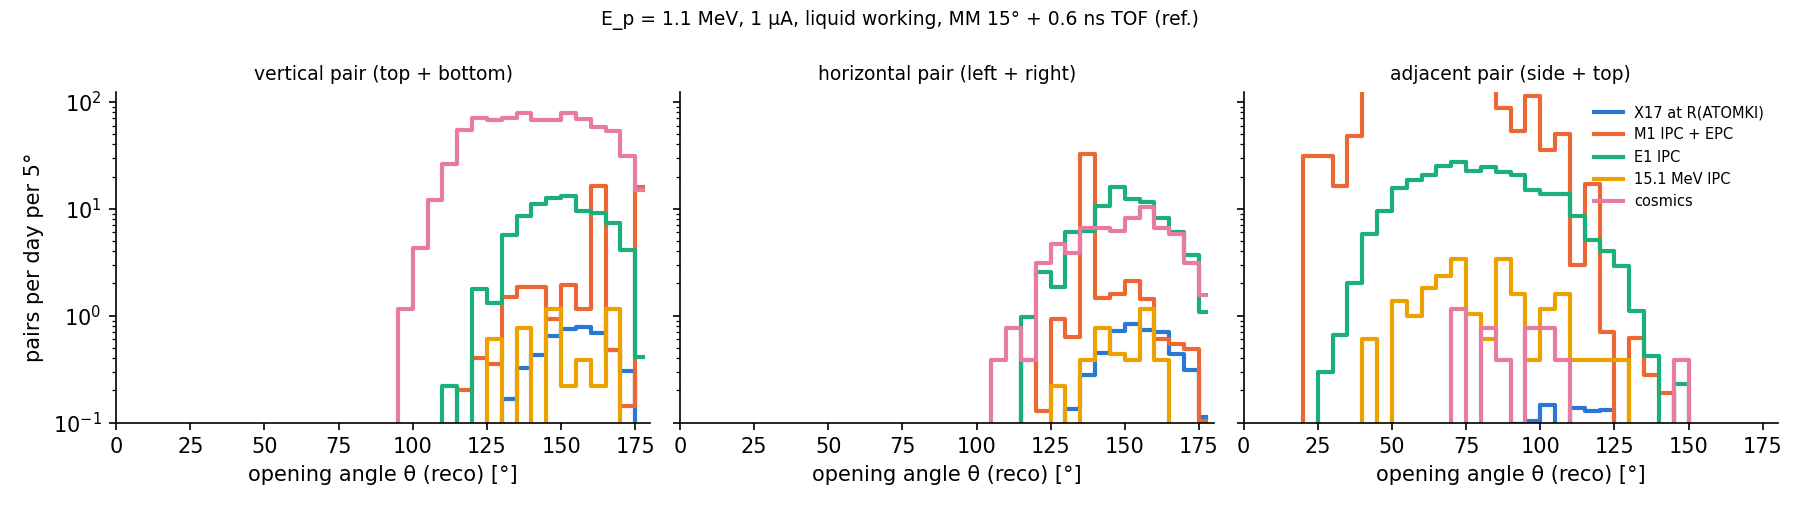 E_p = 1.1 MeV, 1 μA, liquid working, MM 15° + 0.6 ns TOF (ref.)
vertical pair (top + bottom)
horizontal pair (left + right)
adjacent pair (side + top)
pairs per day per 5°
10²
10¹
10⁰
10⁻¹
X17 at R(ATOMKI)
M1 IPC + EPC
E1 IPC
15.1 MeV IPC
cosmics
0 25 50 75 100 125 150 175
0 25 50 75 100 125 150 175
0 25 50 75 100 125 150 175
opening angle θ (reco) [°]
opening angle θ (reco) [°]
opening angle θ (reco) [°]